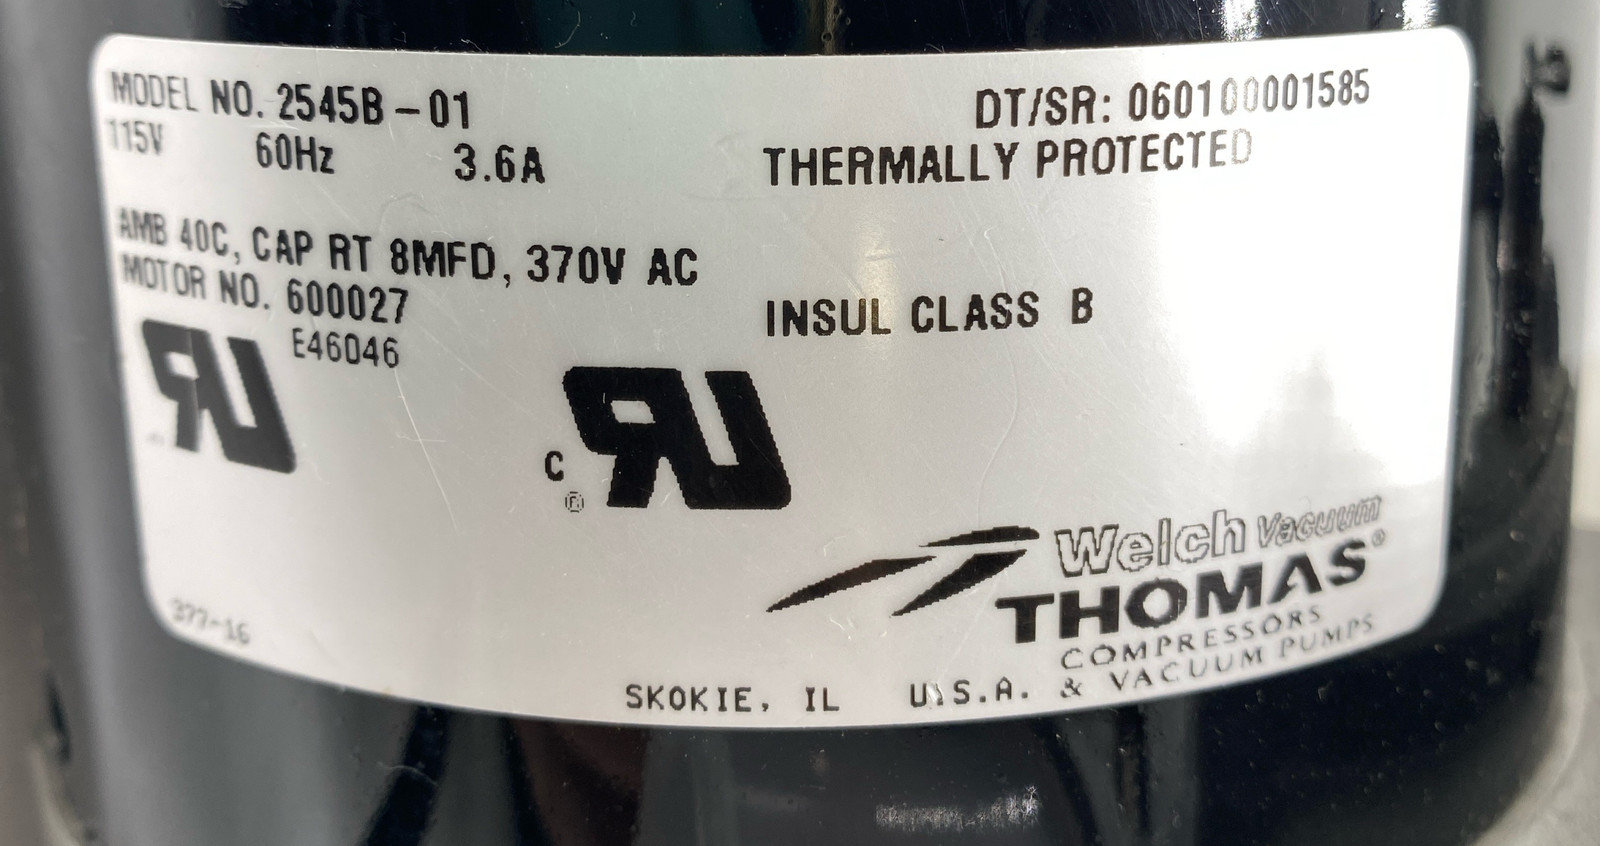 MODEL NO. 2545B-01
DT/SR: 060100001585
115V 60Hz 3.6A
THERMALLY PROTECTED
AMB 40C, CAP RT 8MFD, 370V AC
MOTOR NO. 600027
INSUL CLASS B
E46046
C
®
Welch Vacuum
THOMAS®
COMPRESSORS
& VACUUM PUMPS
377-16
SKOKIE, IL U.S.A.